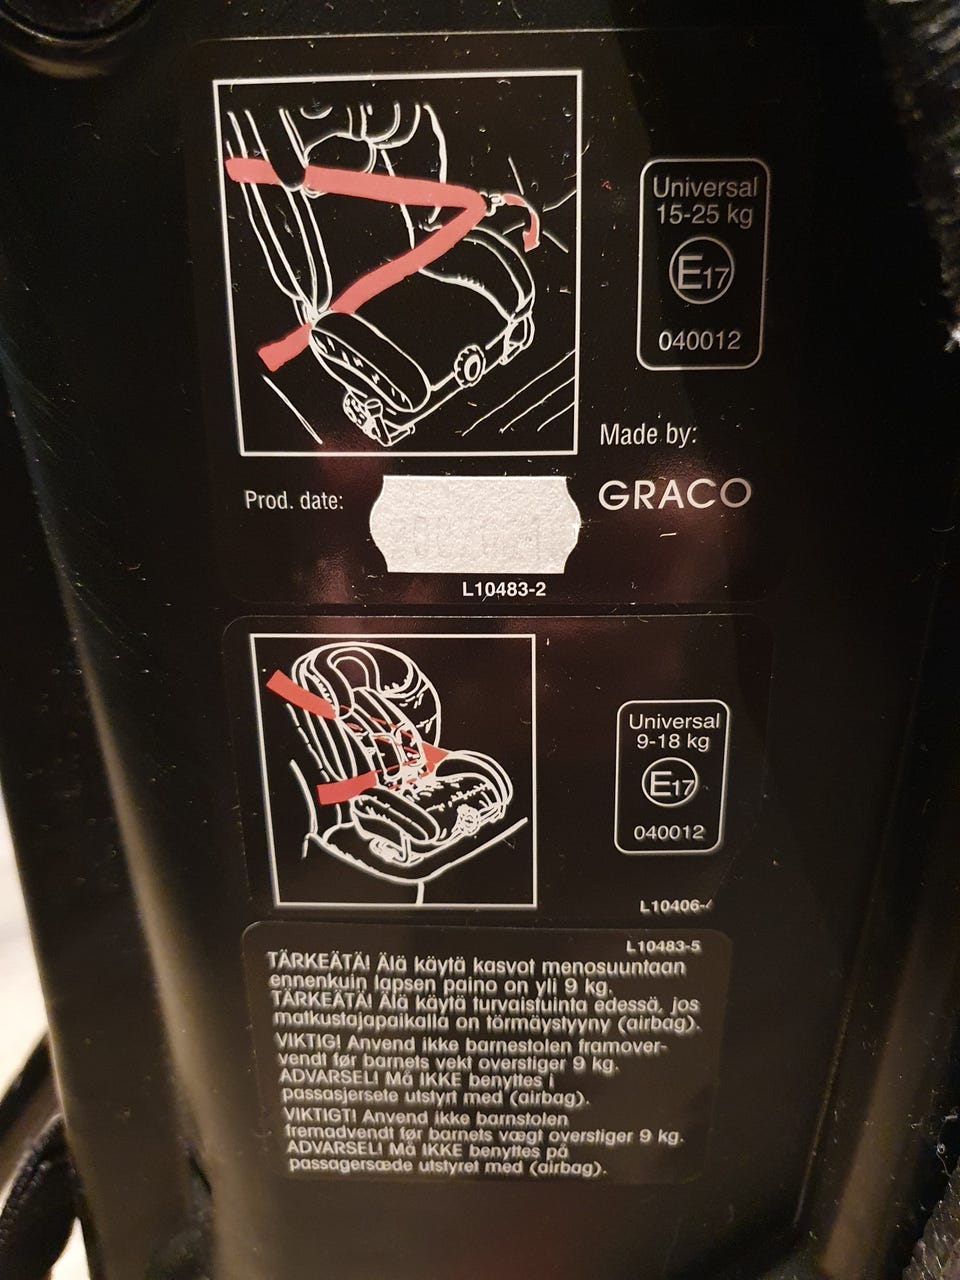 Universal
15-25 kg
E17
040012
Made by:
GRACO
Prod. date:
L10483-2
Universal
9-18 kg
E17
040012
L10406-
L10483-5
TÄRKEÄTÄ! Älä käytä kasvot menosuuntaan
ennenkuin lapsen paino on yli 9 kg.
TÄRKEÄTÄ! Älä käytä turvaistuinta edessä, jos
matkustajapaikalla on törmäystyyny (airbag).
VIKTIG! Anvend ikke barnestolen framover-
vendt før barnets vekt overstiger 9 kg.
ADVARSEL! Må IKKE benyttes i
passasjersete utstyrt med (airbag).
VIKTIGT! Anvend ikke barnstolen
fremadvendt før barnets vægt overstiger 9 kg.
ADVARSEL! Må IKKE benyttes på
passagersæde utstyret med (airbag).